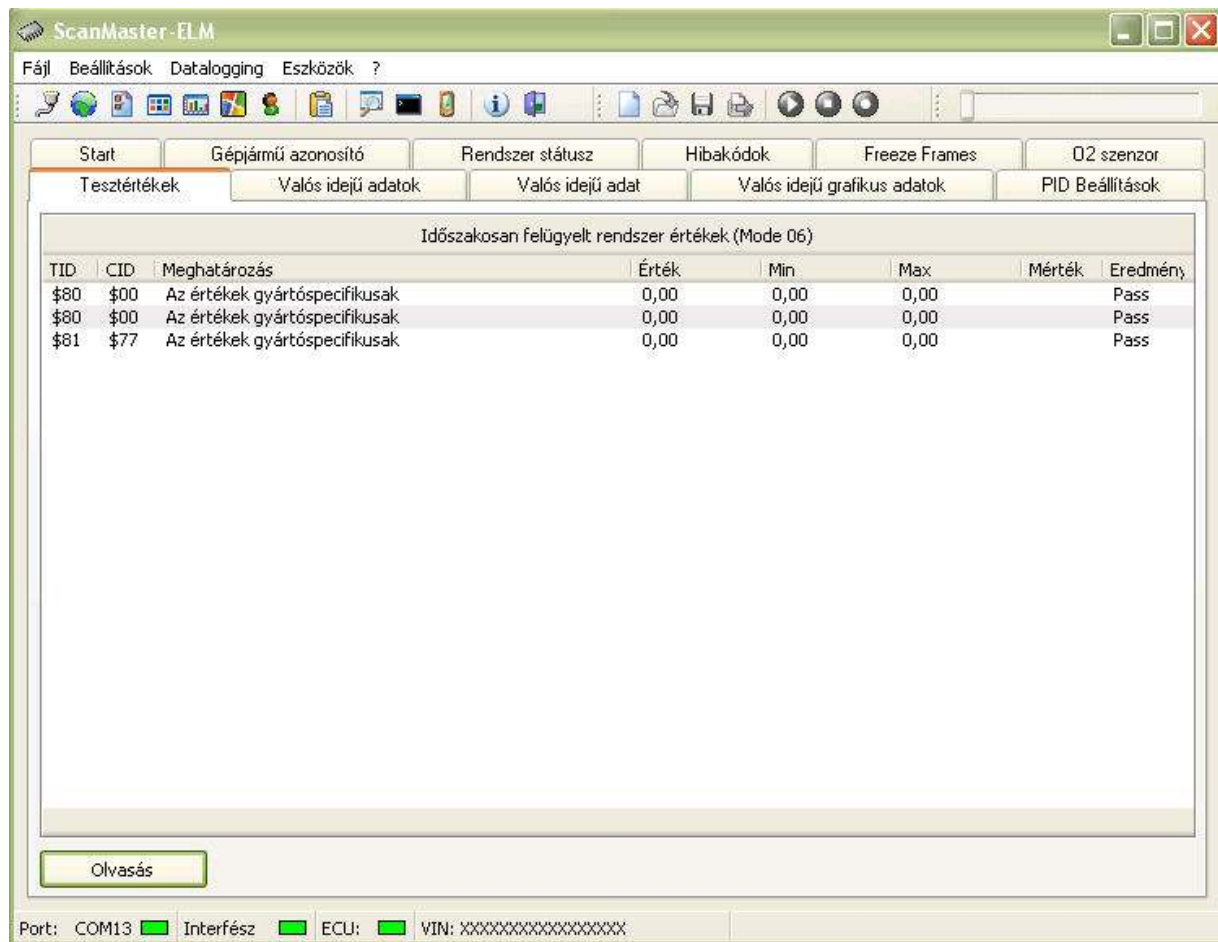 ScanMaster-ELM
Fájl Beállítások Datalogging Eszközök ?
Start Gépjármű azonosító Rendszer státusz Hibakódok Freeze Frames O2 szenzor
Tesztértékek Valós idejű adatok Valós idejű adat Valós idejű grafikus adatok PID Beállítások
Időszakosan felügyelt rendszer értékek (Mode 06)
TID CID Meghatározás Érték Min Max Mérték Eredmény
$80 $00 Az értékek gyártóspecifikusak 0,00 0,00 0,00 Pass
$80 $00 Az értékek gyártóspecifikusak 0,00 0,00 0,00 Pass
$81 $77 Az értékek gyártóspecifikusak 0,00 0,00 0,00 Pass
Olvasás
Port: COM13 Interfész ECU: VIN: XXXXXXXXXXXXXXXXX